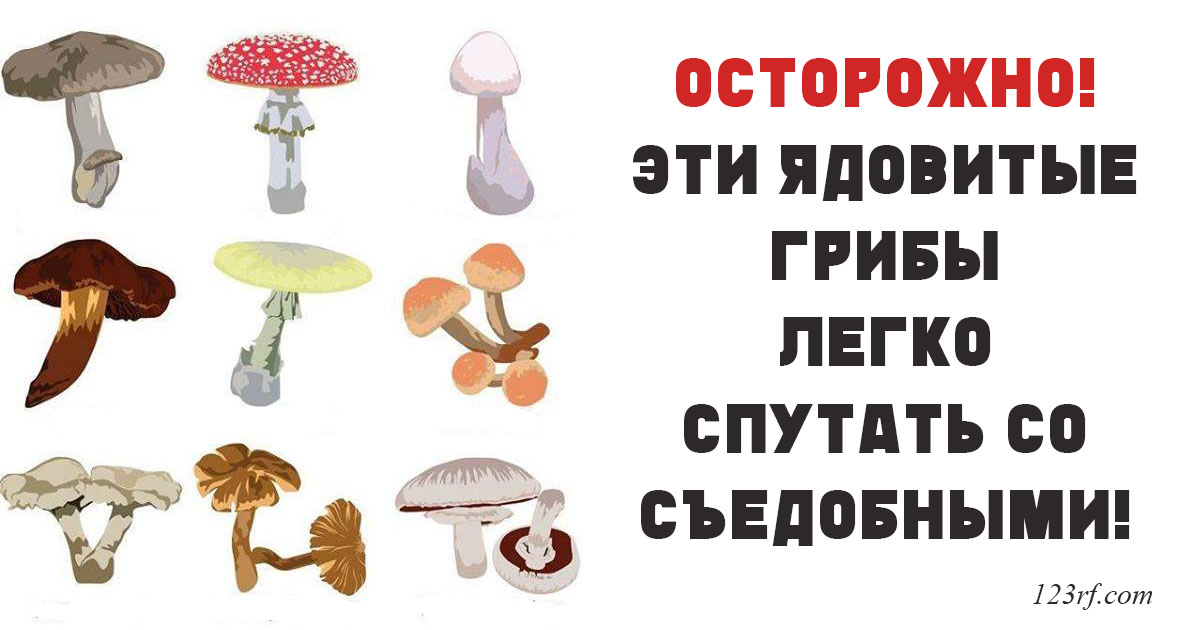 ОСТОРОЖНО!
ЭТИ ЯДОВИТЫЕ
ГРИБЫ
ЛЕГКО
СПУТАТЬ СО
СЪЕДОБНЫМИ!
123rf.com